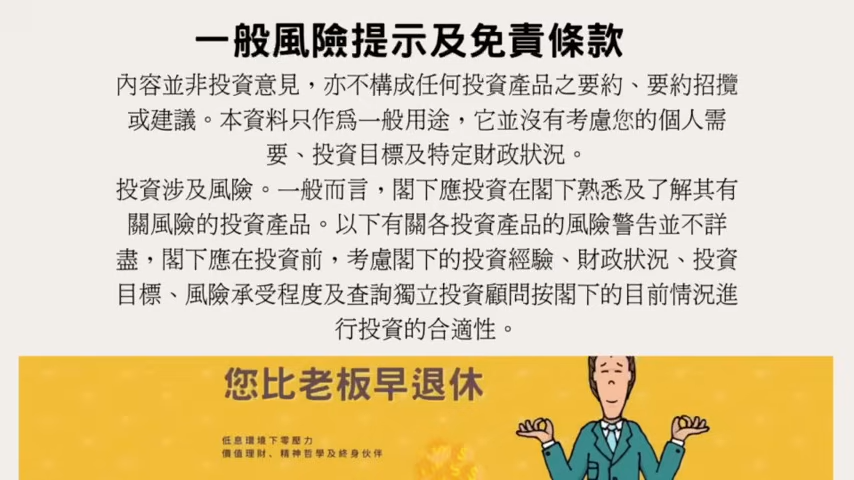 一般風險提示及免責條款
內容並非投資意見，亦不構成任何投資產品之要約、要約招攬
或建議。本資料只作爲一般用途，它並沒有考慮您的個人需
要、投資目標及特定財政狀況。
投資涉及風險。一般而言，閣下應投資在閣下熟悉及了解其有
關風險的投資產品。以下有關各投資產品的風險警告並不詳
盡，閣下應在投資前，考慮閣下的投資經驗、財政狀況、投資
目標、風險承受程度及查詢獨立投資顧問按閣下的目前情況進
行投資的合適性。
您比老板早退休
低息環境下零壓力
價值理財、精神哲學及終身伙伴